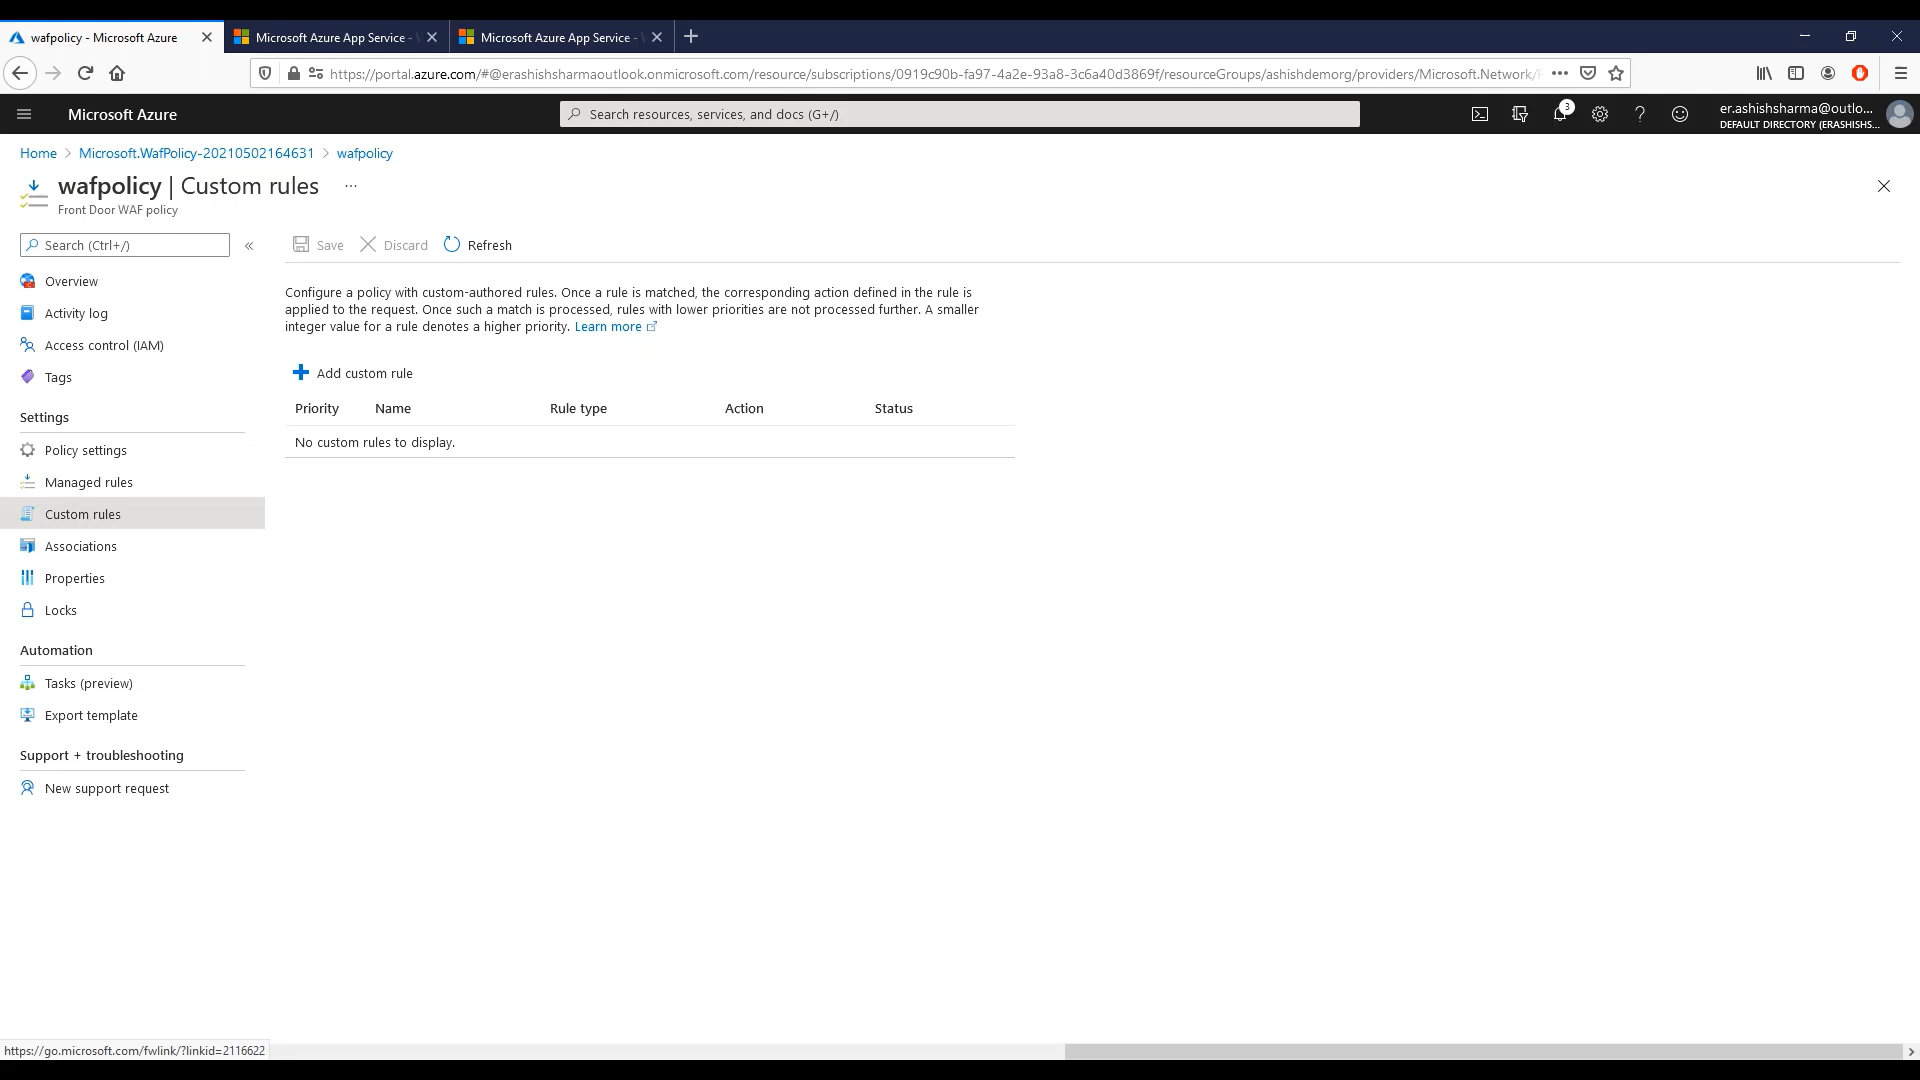 wafpolicy - Microsoft Azure
Microsoft Azure App Service -
Microsoft Azure App Service -
https://portal.azure.com/#@erashishsharmaoutlook.onmicrosoft.com/resource/subscriptions/0919c90b-fa97-4a2e-93a8-3c6a40d3869f/resourceGroups/ashishdemorg/providers/Microsoft.Network/
Microsoft Azure
Search resources, services, and docs (G+/)
3
er.ashishsharma@outlo...
DEFAULT DIRECTORY (ERASHISHS...
Home > Microsoft.WafPolicy-20210502164631 > wafpolicy
wafpolicy | Custom rules ...
Front Door WAF policy
Search (Ctrl+/)
«
Overview
Activity log
Access control (IAM)
Tags
Settings
Policy settings
Managed rules
Custom rules
Associations
Properties
Locks
Automation
Tasks (preview)
Export template
Support + troubleshooting
New support request
Save Discard Refresh
Configure a policy with custom-authored rules. Once a rule is matched, the corresponding action defined in the rule is
applied to the request. Once such a match is processed, rules with lower priorities are not processed further. A smaller
integer value for a rule denotes a higher priority. Learn more
Add custom rule
Priority Name Rule type Action Status
No custom rules to display.
https://go.microsoft.com/fwlink/?linkid=2116622